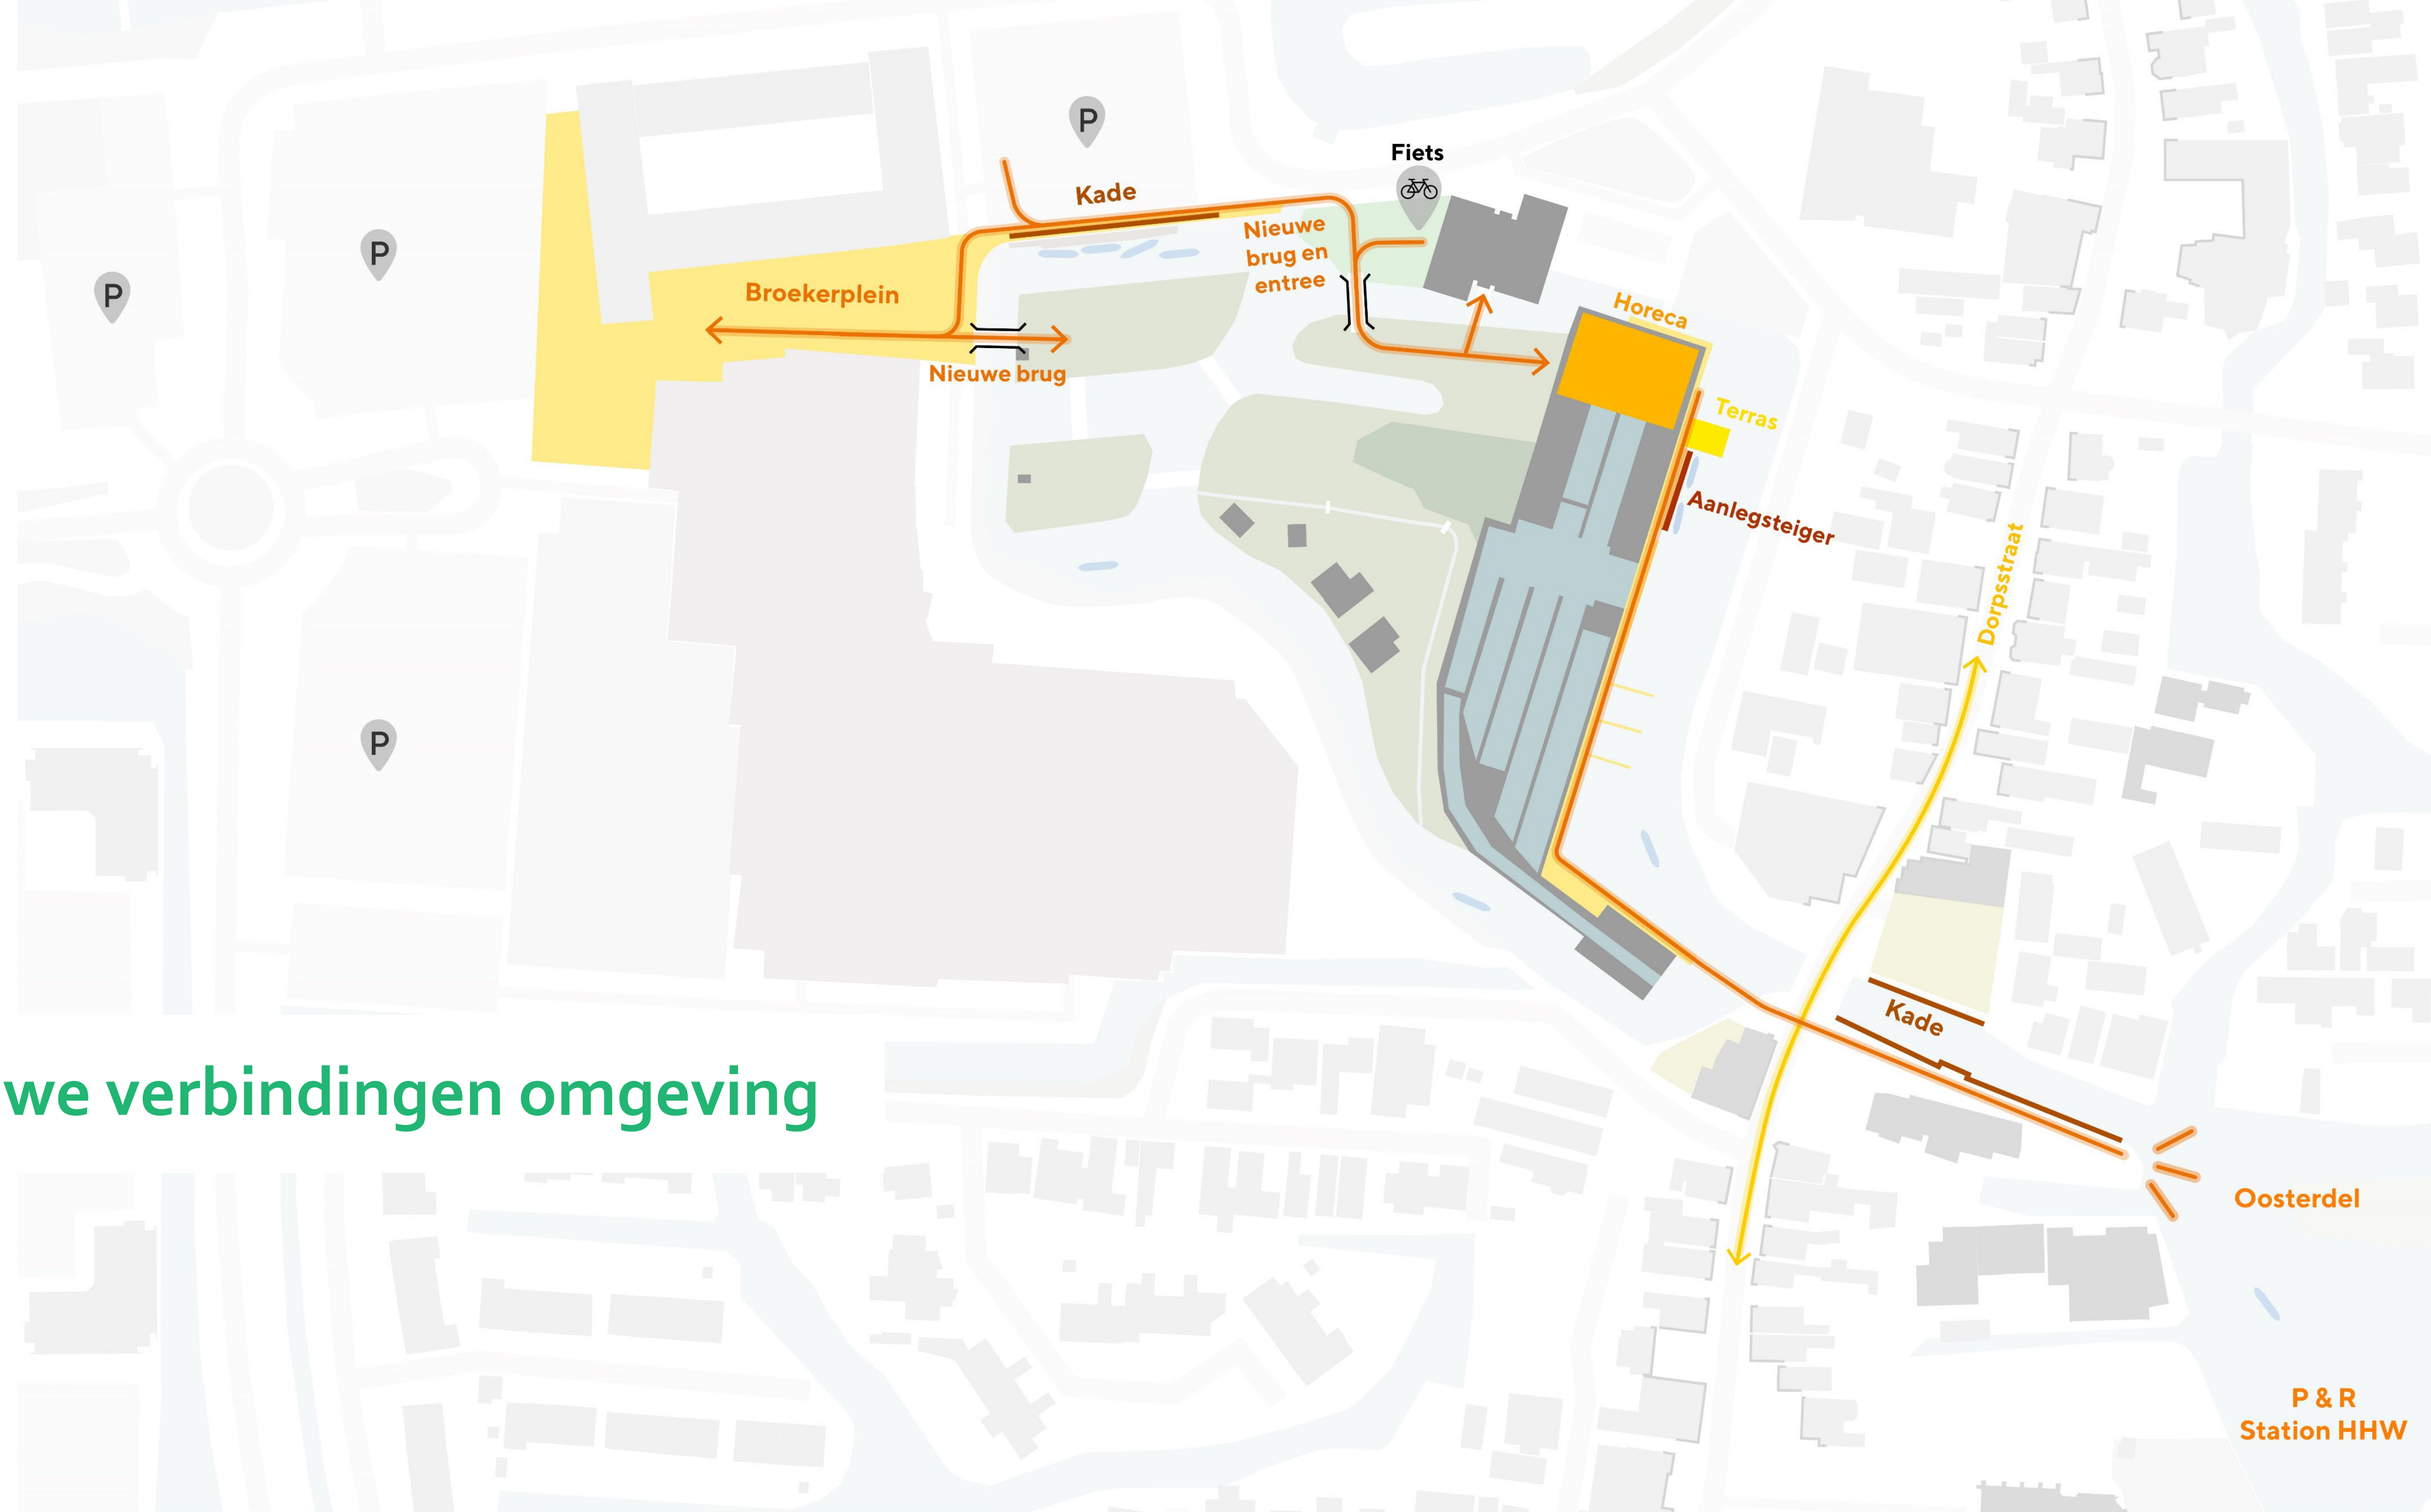 P
Fiets
Kade
P
Nieuwe
brug en
entree
P
Broekerplein
Horeca
Nieuwe brug
Terras
Aanlegsteiger
Dorpsstraat
P
Kade
we verbindingen omgeving
Oosterdel
P & R
Station HHW